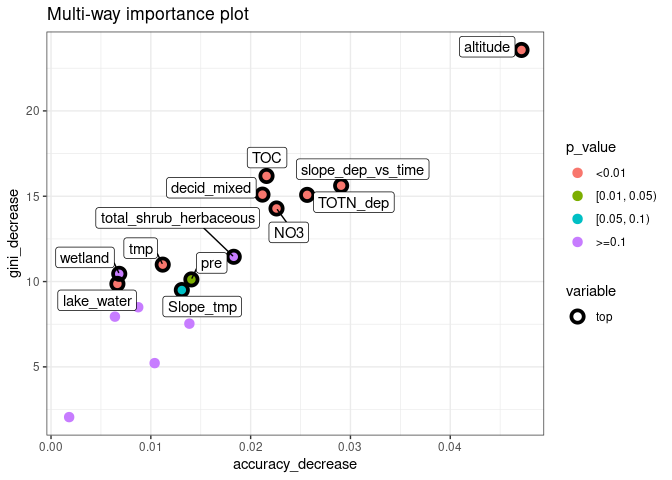 Multi-way importance plot
altitude
TOC
slope_dep_vs_time
decid_mixed
TOTN_dep
total_shrub_herbaceous
NO3
tmp
wetland
pre
lake_water
Slope_tmp
20
15
10
5
0.00
0.01
0.02
0.03
0.04
accuracy_decrease
gini_decrease
p_value
<0.01
[0.01, 0.05)
[0.05, 0.1)
>=0.1
variable
top